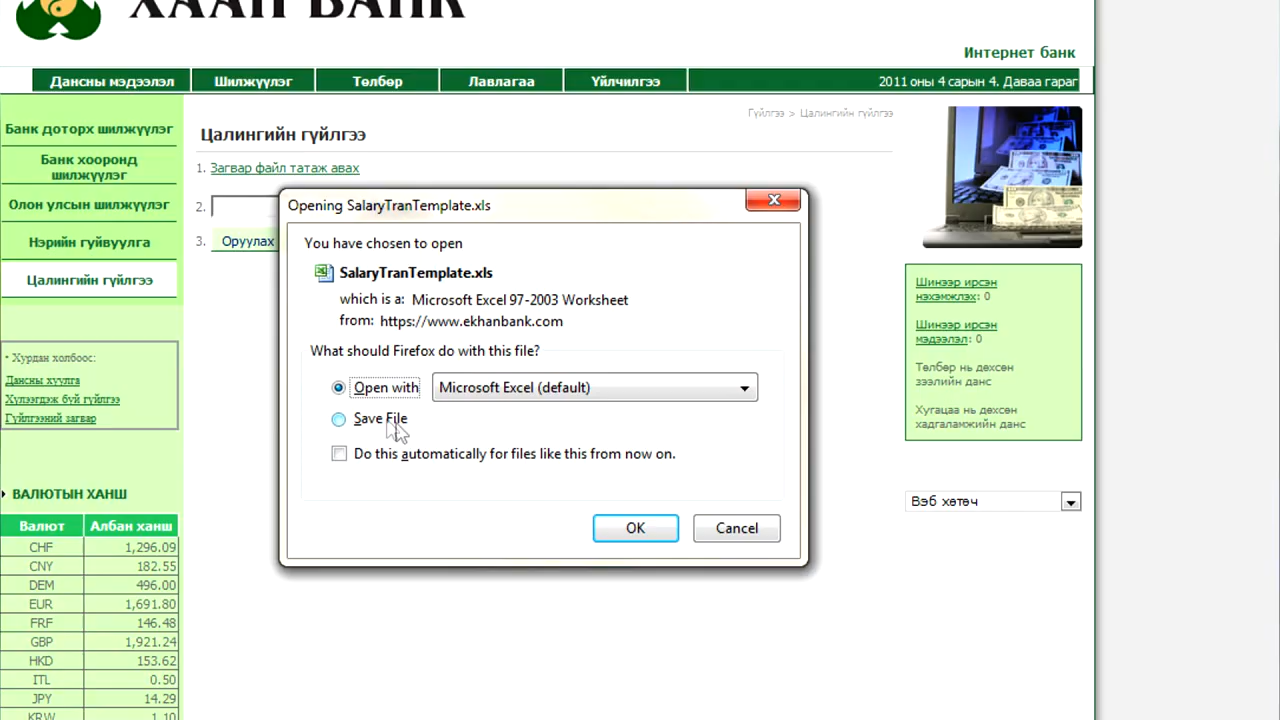 ХААН БАНК
Интернет банк
Дансны мэдээлэл
Шилжүүлэг
Төлбөр
Лавлагаа
Үйлчилгээ
2011 оны 4 сарын 4. Даваа гараг
Банк доторх шилжүүлэг
Банк хооронд
шилжүүлэг
Олон улсын шилжүүлэг
Нэрийн гуйвуулга
Цалингийн гүйлгээ
Гүйлгээ > Цалингийн гүйлгээ
Цалингийн гүйлгээ
1. Загвар файл татаж авах
2.
3. Оруулах
Opening SalaryTranTemplate.xls
You have chosen to open
SalaryTranTemplate.xls
which is a: Microsoft Excel 97-2003 Worksheet
from: https://www.ekhanbank.com
What should Firefox do with this file?
Open with
Microsoft Excel (default)
Save File
Do this automatically for files like this from now on.
OK
Cancel
Шинээр ирсэн
нэхэмжлэх: 0
Шинээр ирсэн
мэдээлэл: 0
Төлбөр нь дөхсөн
зээлийн данс
Хугацаа нь дөхсөн
хадгаламжийн данс
Вэб хөтөч
• Хурдан холбоос:
Дансны хуулга
Хүлээгдэж буй гүйлгээ
Гүйлгээний загвар
ВАЛЮТЫН ХАНШ
Валют Албан ханш
CHF 1,296.09
CNY 182.55
DEM 496.00
EUR 1,691.80
FRF 146.48
GBP 1,921.24
HKD 153.62
ITL 0.50
JPY 14.29
KRW 1.10